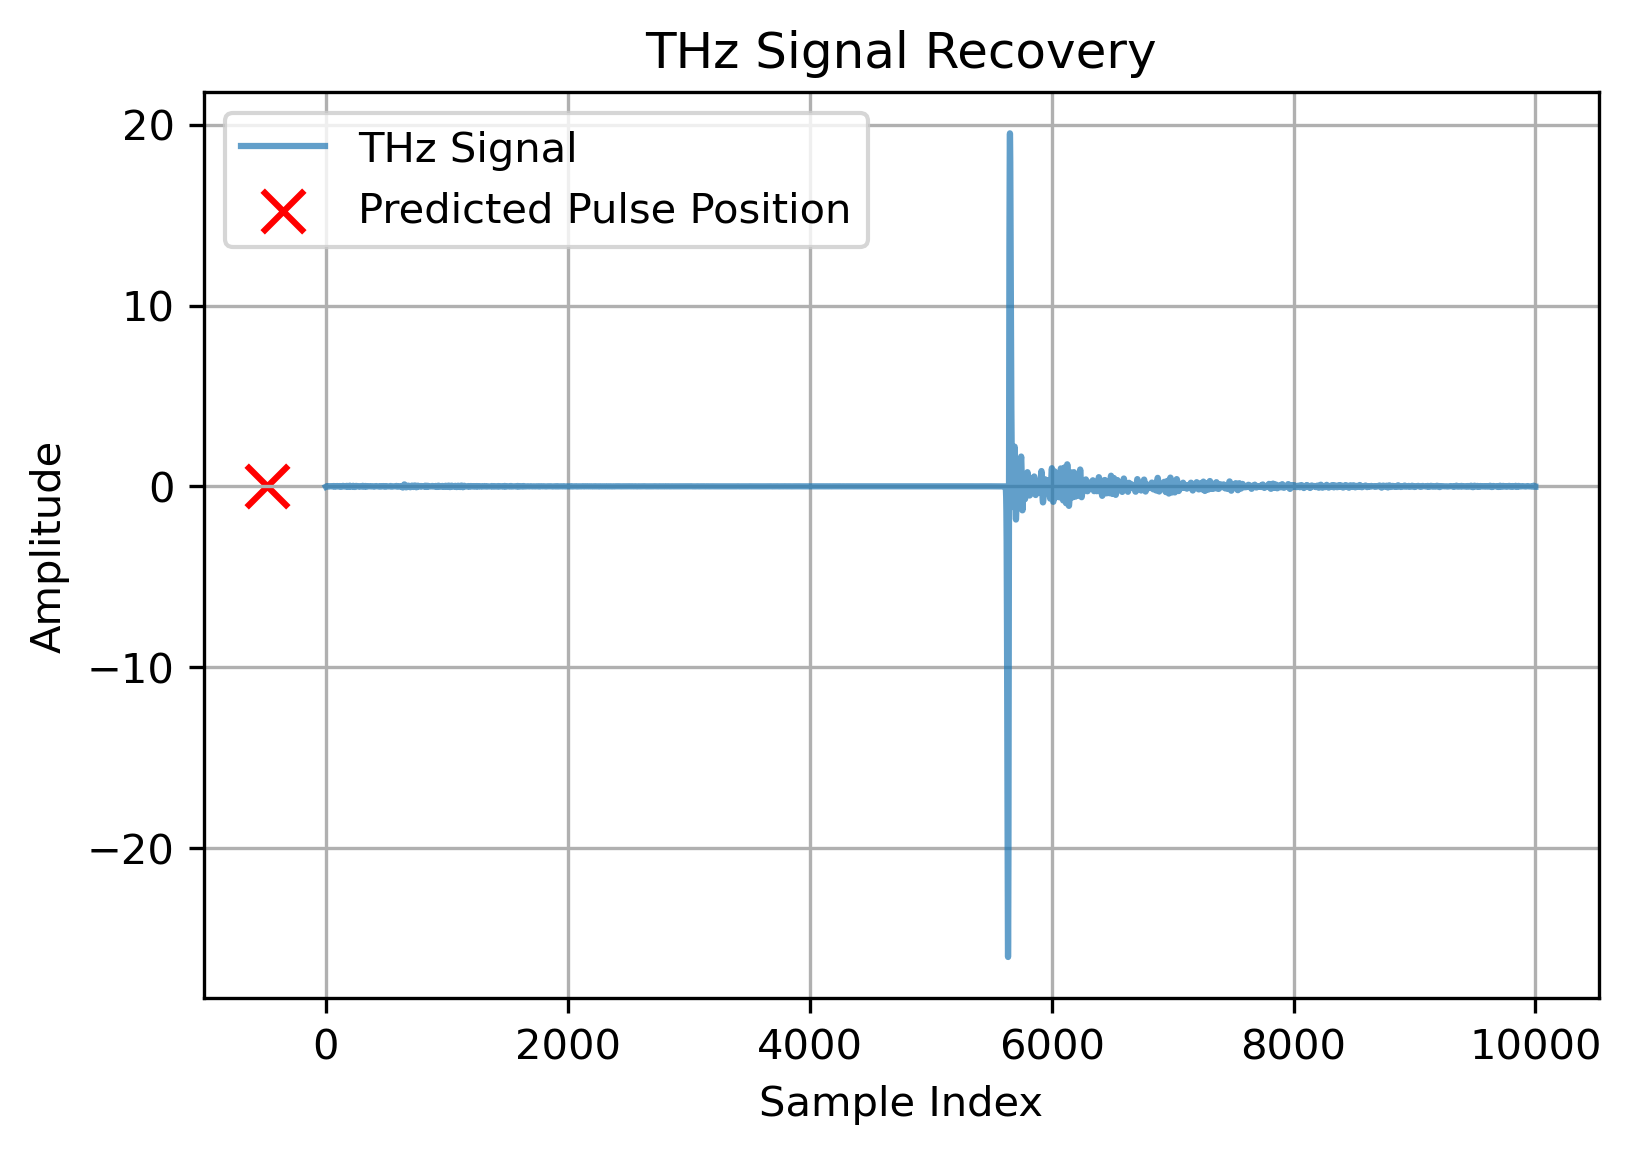 THz Signal Recovery
THz Signal
Predicted Pulse Position
20
10
0
−10
−20
Amplitude
0 2000 4000 6000 8000 10000
Sample Index